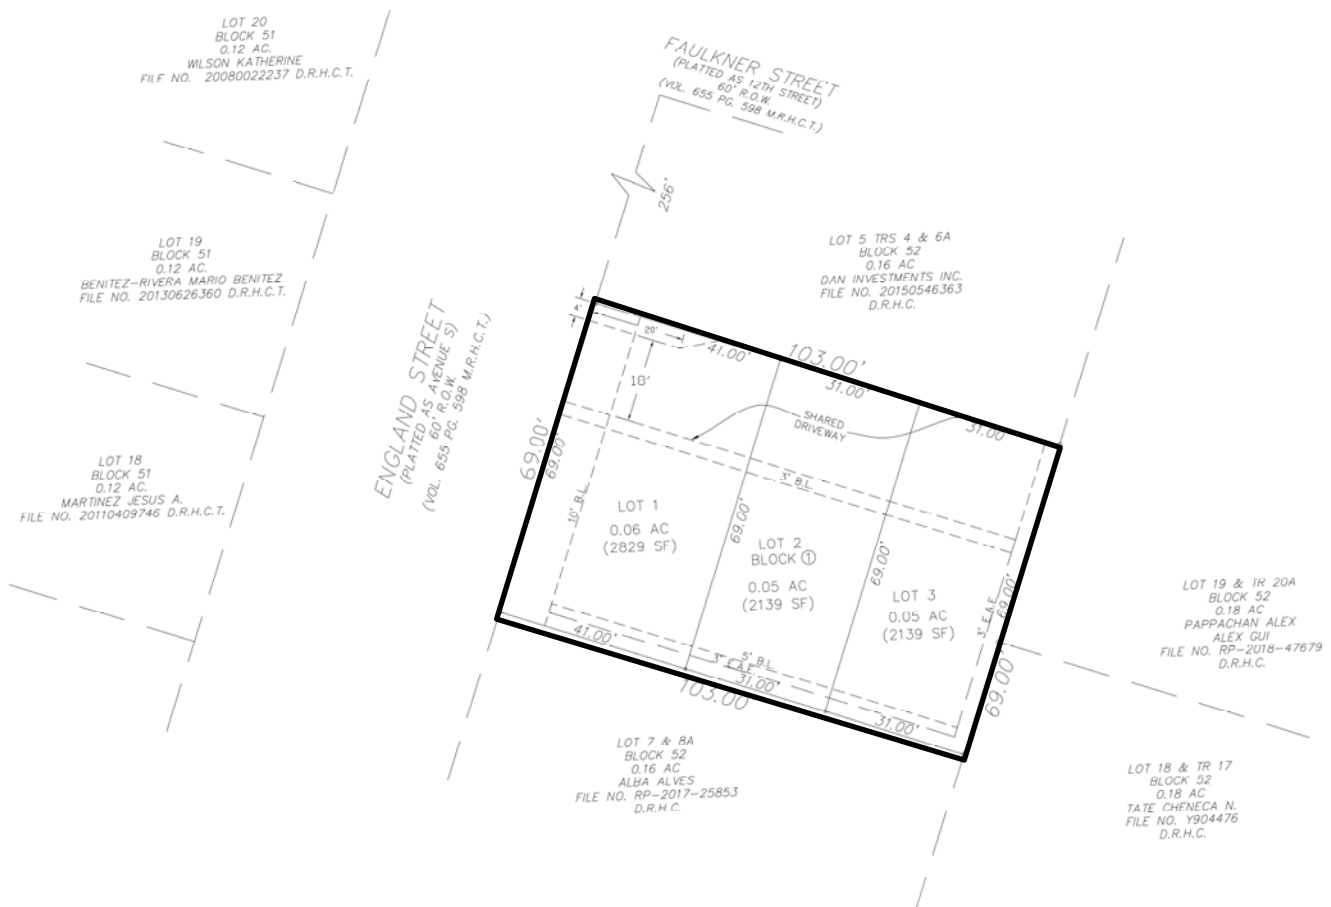 LOT 20
BLOCK 51
0.12 AC.
WILSON KATHERINE
FILE NO. 20080022237 D.R.H.C.T.
FAULKNER STREET
(PLATTED AS 12TH STREET)
60' R.O.W.
(VOL. 655 PG. 598 M.R.H.C.T.)
256'
LOT 19
BLOCK 51
0.12 AC.
BENITEZ-RIVERA MARIO BENITEZ
FILE NO. 20130626360 D.R.H.C.T.
LOT 5 TRS 4 & 6A
BLOCK 52
0.16 AC
DAN INVESTMENTS INC.
FILE NO. 20150546363
D.R.H.C.
ENGLAND STREET
(PLATTED AS AVENUE S)
60' R.O.W.
(VOL. 655 PG. 598 M.R.H.C.T.)
4'
20'
41.00'
103.00'
31.00'
31.00
18'
SHARED
DRIVEWAY
69.00'
69.00'
3' B.L.
10' B.L.
LOT 18
BLOCK 51
0.12 AC.
MARTINEZ JESUS A.
FILE NO. 20110409746 D.R.H.C.T.
LOT 1
0.06 AC
(2829 SF)
69.00'
LOT 2
BLOCK 1
0.05 AC
(2139 SF)
69.00'
LOT 3
0.05 AC
(2139 SF)
3' E.A.E.
69.00'
69.00'
41.00'
5' B.L.
3' E.A.E.
31.00'
103.00
31.00'
LOT 19 & TR 20A
BLOCK 52
0.18 AC
PAPPACHAN ALEX
ALEX GUI
FILE NO. RP-2018-47679
D.R.H.C.
LOT 7 & 8A
BLOCK 52
0.16 AC
ALBA ALVES
FILE NO. RP-2017-25853
D.R.H.C.
LOT 18 & TR 17
BLOCK 52
0.18 AC
TATE CHENECA N.
FILE NO. Y904476
D.R.H.C.